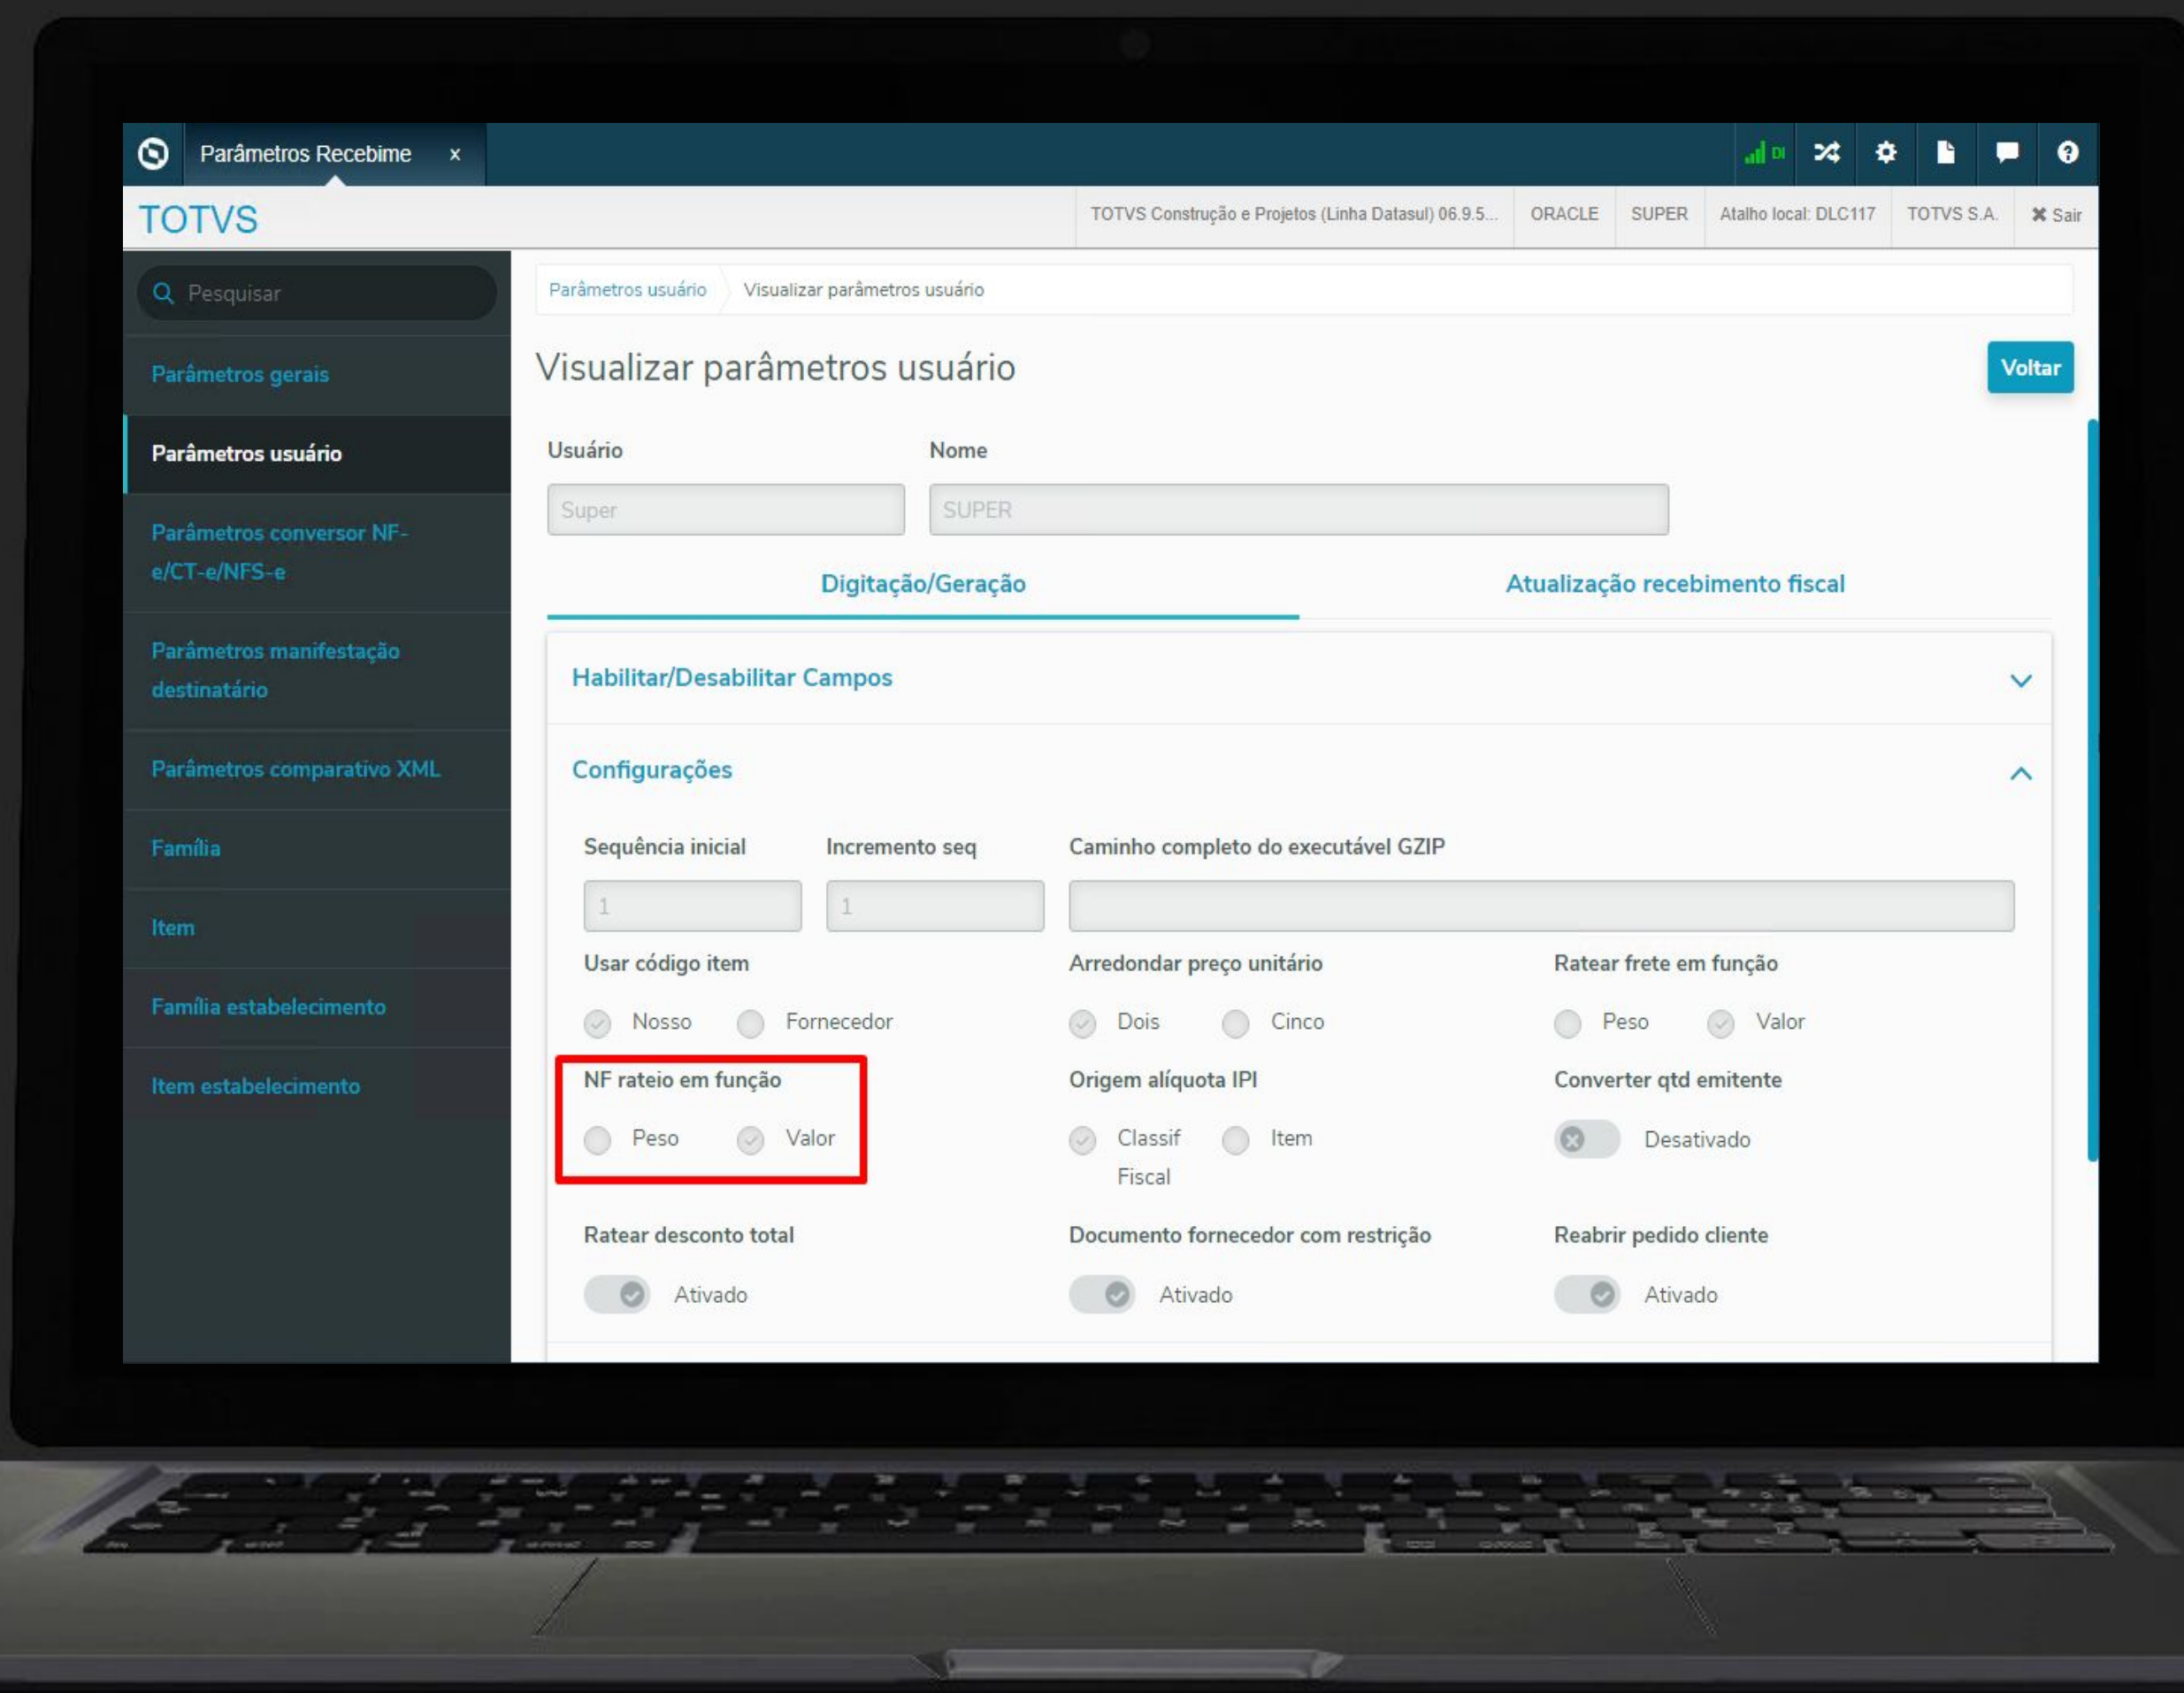 Parâmetros Recebime x
DI
TOTVS
TOTVS Construção e Projetos (Linha Datasul) 06.9.5... ORACLE SUPER Atalho local: DLC117 TOTVS S.A. Sair
Pesquisar
Parâmetros gerais
Parâmetros usuário
Parâmetros conversor NF-
e/CT-e/NFS-e
Parâmetros manifestação
destinatário
Parâmetros comparativo XML
Família
Item
Família estabelecimento
Item estabelecimento
Parâmetros usuário Visualizar parâmetros usuário
Visualizar parâmetros usuário
Voltar
Usuário Nome
Super SUPER
Digitação/Geração Atualização recebimento fiscal
Habilitar/Desabilitar Campos
Configurações
Sequência inicial Incremento seq Caminho completo do executável GZIP
1 1
Usar código item Arredondar preço unitário Ratear frete em função
Nosso Fornecedor Dois Cinco Peso Valor
NF rateio em função Origem alíquota IPI Converter qtd emitente
Peso Valor Classif Item Desativado
Fiscal
Ratear desconto total Documento fornecedor com restrição Reabrir pedido cliente
Ativado Ativado Ativado